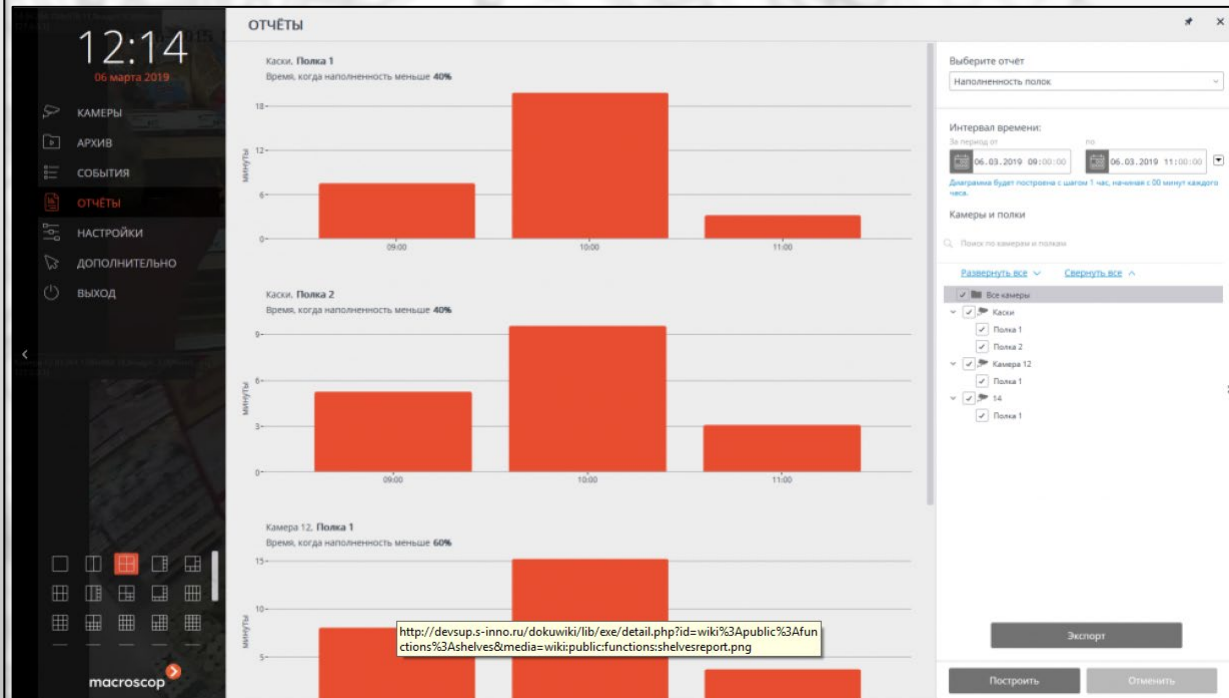 12:14
06 марта 2019
КАМЕРЫ
АРХИВ
СОБЫТИЯ
ОТЧЁТЫ
НАСТРОЙКИ
ДОПОЛНИТЕЛЬНО
ВЫХОД
macroscop
ОТЧЁТЫ
Каски, Полка 1
Время, когда наполненность меньше 40%
18
12
6
0
минуты
09:00 10:00 11:00
Каски, Полка 2
Время, когда наполненность меньше 40%
9
6
3
0
минуты
09:00 10:00 11:00
Камера 12, Полка 1
Время, когда наполненность меньше 60%
15
10
5
минуты
http://devsup.s-inno.ru/dokuwiki/lib/exe/detail.php?id=wiki%3Apublic%3Afun
ctions%3Ashelves&media=wiki:public:functions:shelvesreport.png
Выберите отчёт
Наполненность полок
Интервал времени:
За период от по
06.03.2019 09:00:00 06.03.2019 11:00:00
Диаграмма будет построена с шагом 1 час, начиная с 00 минут каждого
часа.
Камеры и полки
Поиск по камерам и полкам
Развернуть все Свернуть все
Все камеры
Каски
Полка 1
Полка 2
Камера 12
Полка 1
14
Полка 1
Экспорт
Построить Отменить